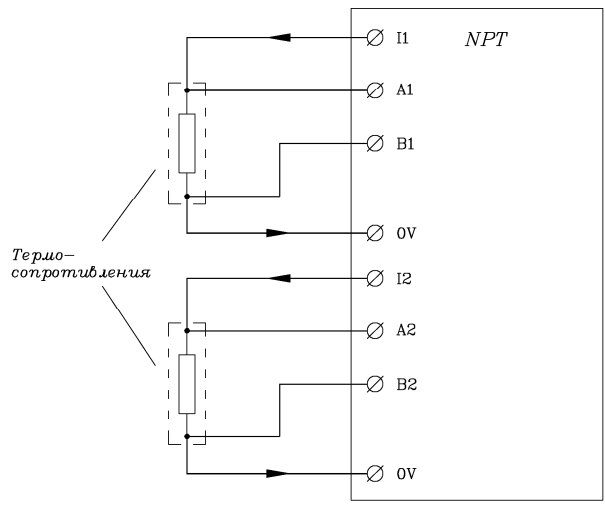 I1
NPT
A1
B1
0V
Термо-
сопротивления
I2
A2
B2
0V